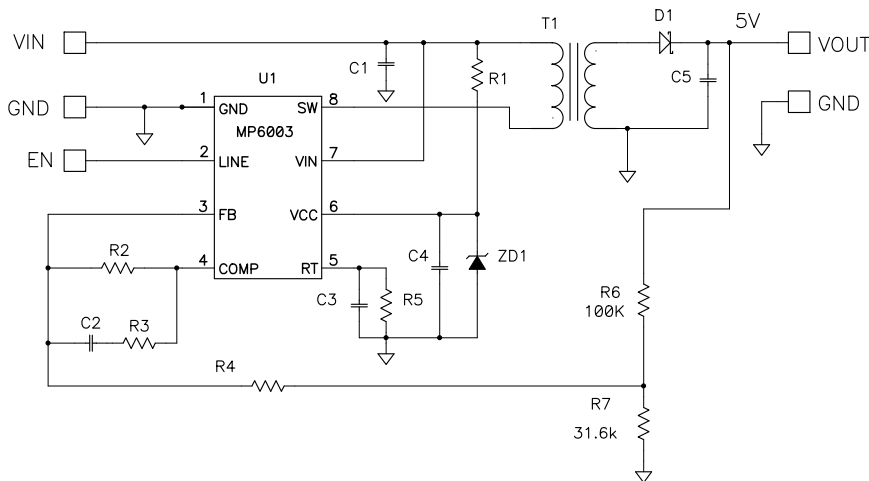 T1
D1
5V
VIN
VOUT
C1
R1
C5
U1
GND
1
GND
SW
8
GND
MP6003
EN
2
LINE
VIN
7
3
FB
VCC
6
R2
4
COMP
RT
5
C4
ZD1
C3
R5
R6
100K
C2
R3
R4
R7
31.6k